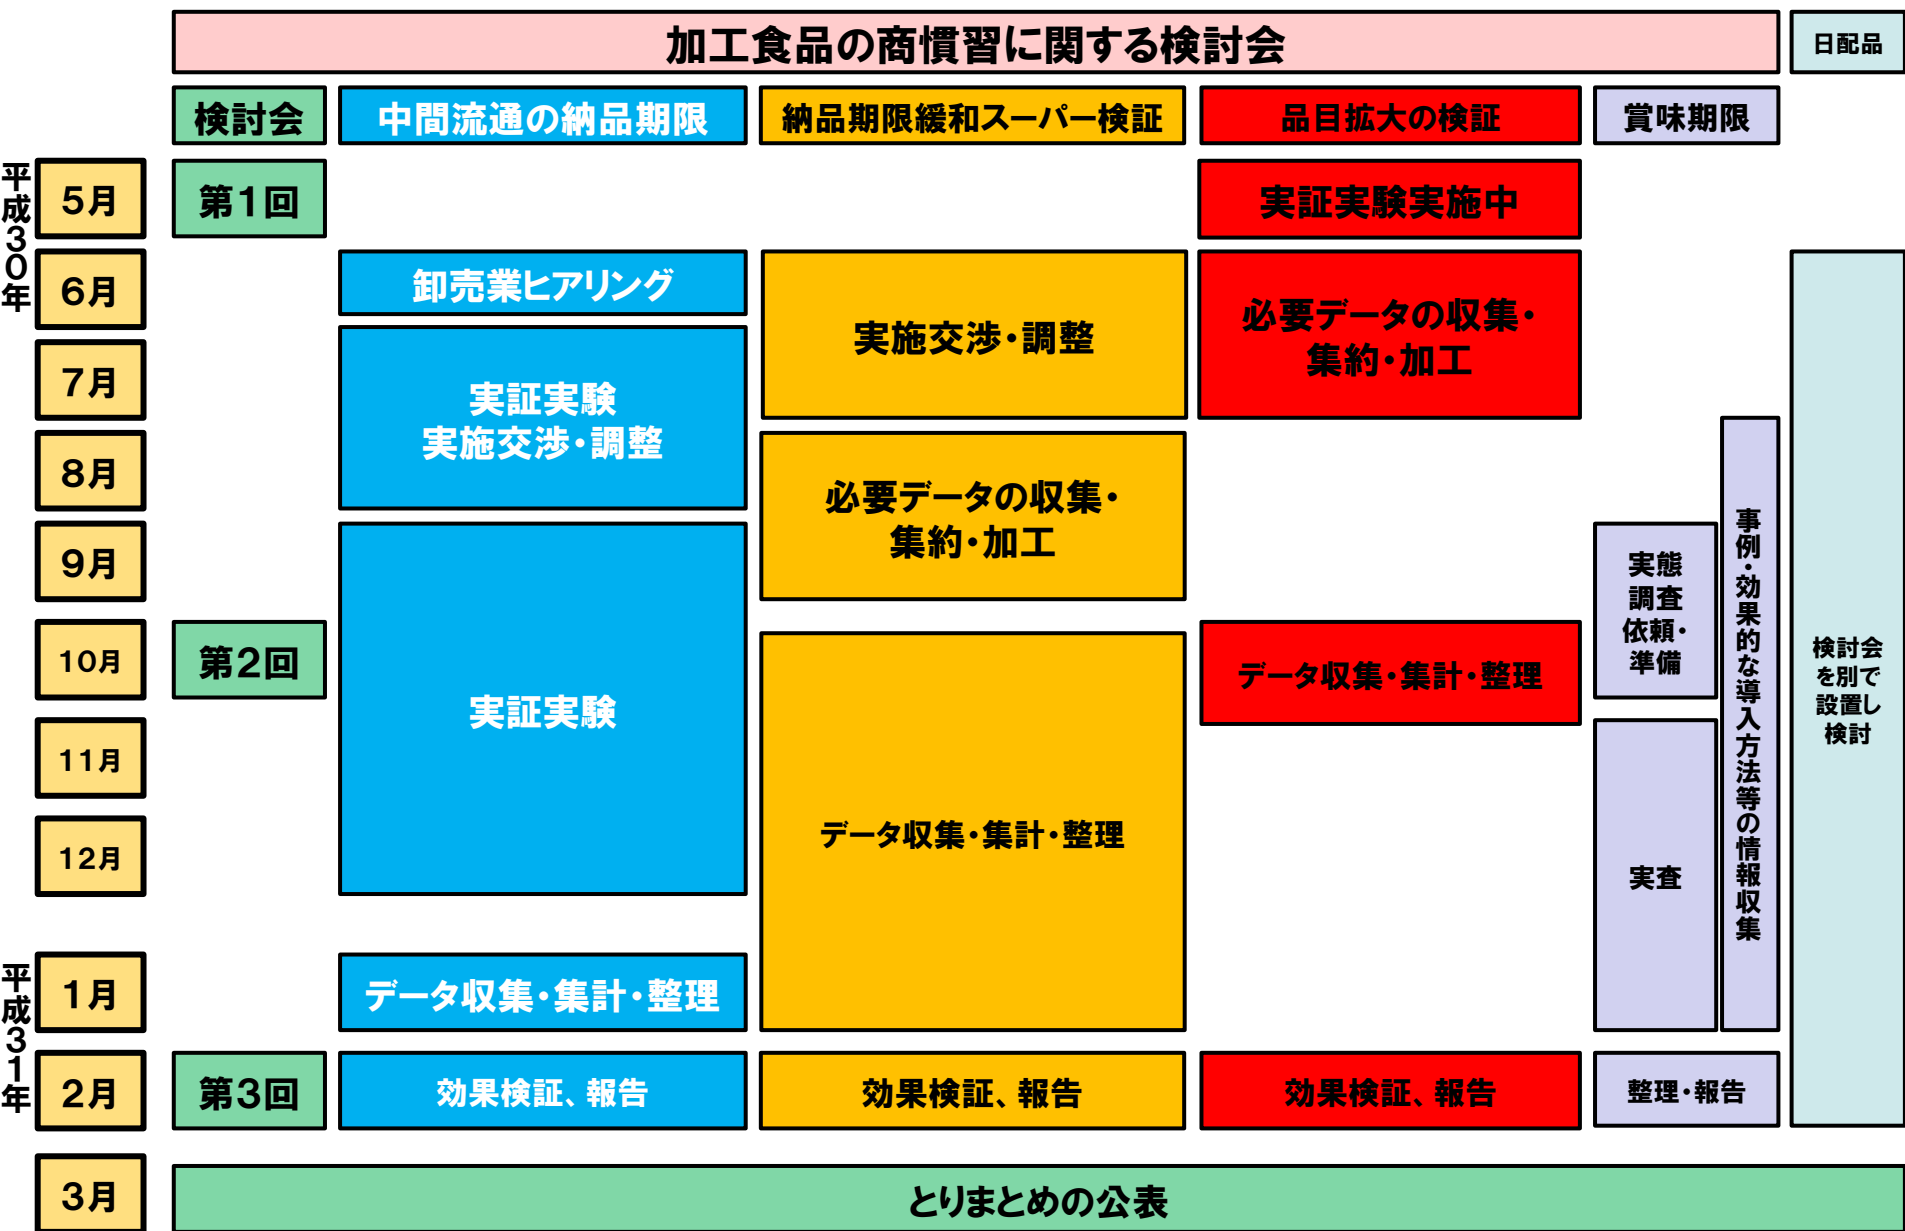 加工食品の商慣習に関する検討会
日配品
検討会
中間流通の納品期限
納品期限緩和スーパー検証
品目拡大の検証
賞味期限
平成30年
5月
第1回
実証実験実施中
6月
卸売業ヒアリング
実施交渉・調整
必要データの収集・
集約・加工
7月
実証実験
実施交渉・調整
8月
必要データの収集・
集約・加工
9月
実証実験
実態
調査
依頼・
準備
事例・効果的な導入方法等の情報収集
検討会
を別で
設置し
検討
10月
第2回
データ収集・集計・整理
データ収集・集計・整理
11月
実査
12月
平成31年
1月
データ収集・集計・整理
2月
第3回
効果検証、報告
効果検証、報告
効果検証、報告
整理・報告
3月
とりまとめの公表